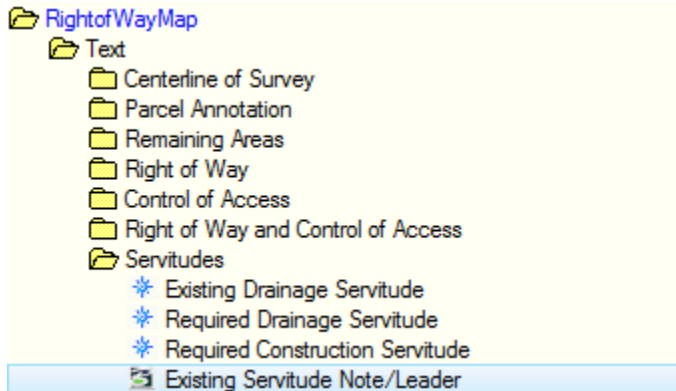 RightofWayMap
Text
Centerline of Survey
Parcel Annotation
Remaining Areas
Right of Way
Control of Access
Right of Way and Control of Access
Servitudes
Existing Drainage Servitude
Required Drainage Servitude
Required Construction Servitude
Existing Servitude Note/Leader